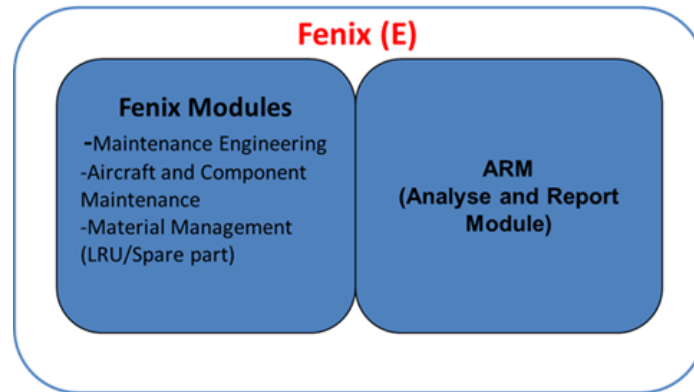 Fenix (E)
Fenix Modules
-Maintenance Engineering
-Aircraft and Component
Maintenance
-Material Management
(LRU/Spare part)
ARM
(Analyse and Report
Module)